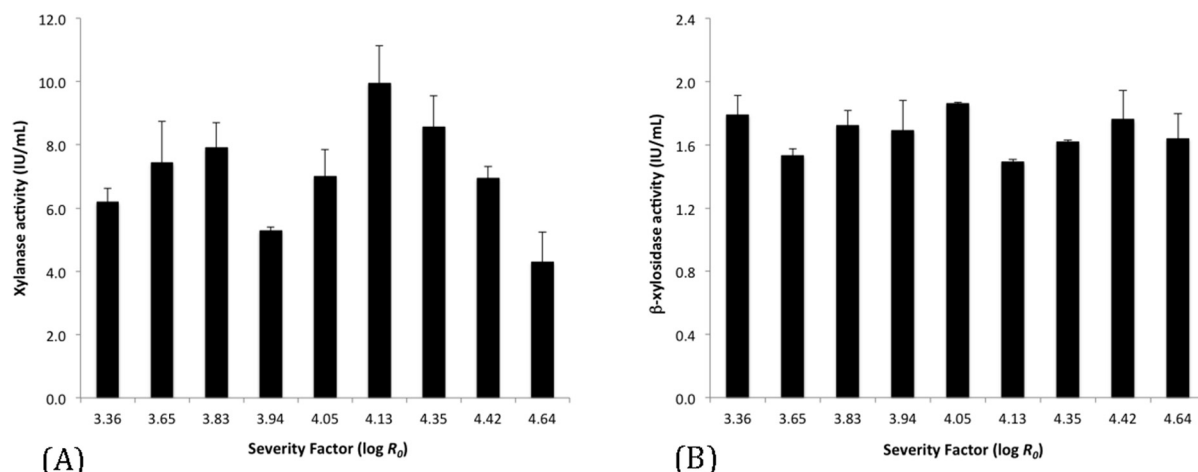 Xylanase activity (IU/mL)
12.0
10.0
8.0
6.0
4.0
2.0
0.0
3.36 3.65 3.83 3.94 4.05 4.13 4.35 4.42 4.64
Severity Factor (log R0)
(A)
β-xylosidase activity (IU/mL)
2.4
2.0
1.6
1.2
0.8
0.4
0.0
3.36 3.65 3.83 3.94 4.05 4.13 4.35 4.42 4.64
Severity Factor (log R0)
(B)